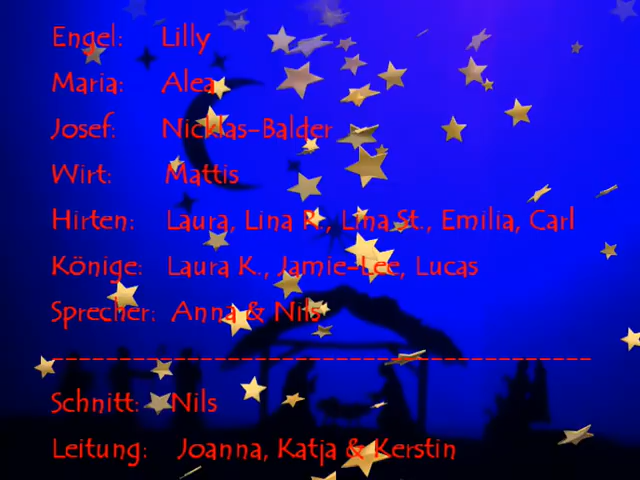 Engel: Lilly
Maria: Alea
Josef: Nicklas-Balder
Wirt: Mattis
Hirten: Laura, Lina R., Lina St., Emilia, Carl
Könige: Laura K., Jamie-Lee, Lucas
Sprecher: Anna & Nils
----------------------------------------
Schnitt: Nils
Leitung: Joanna, Katja & Kerstin